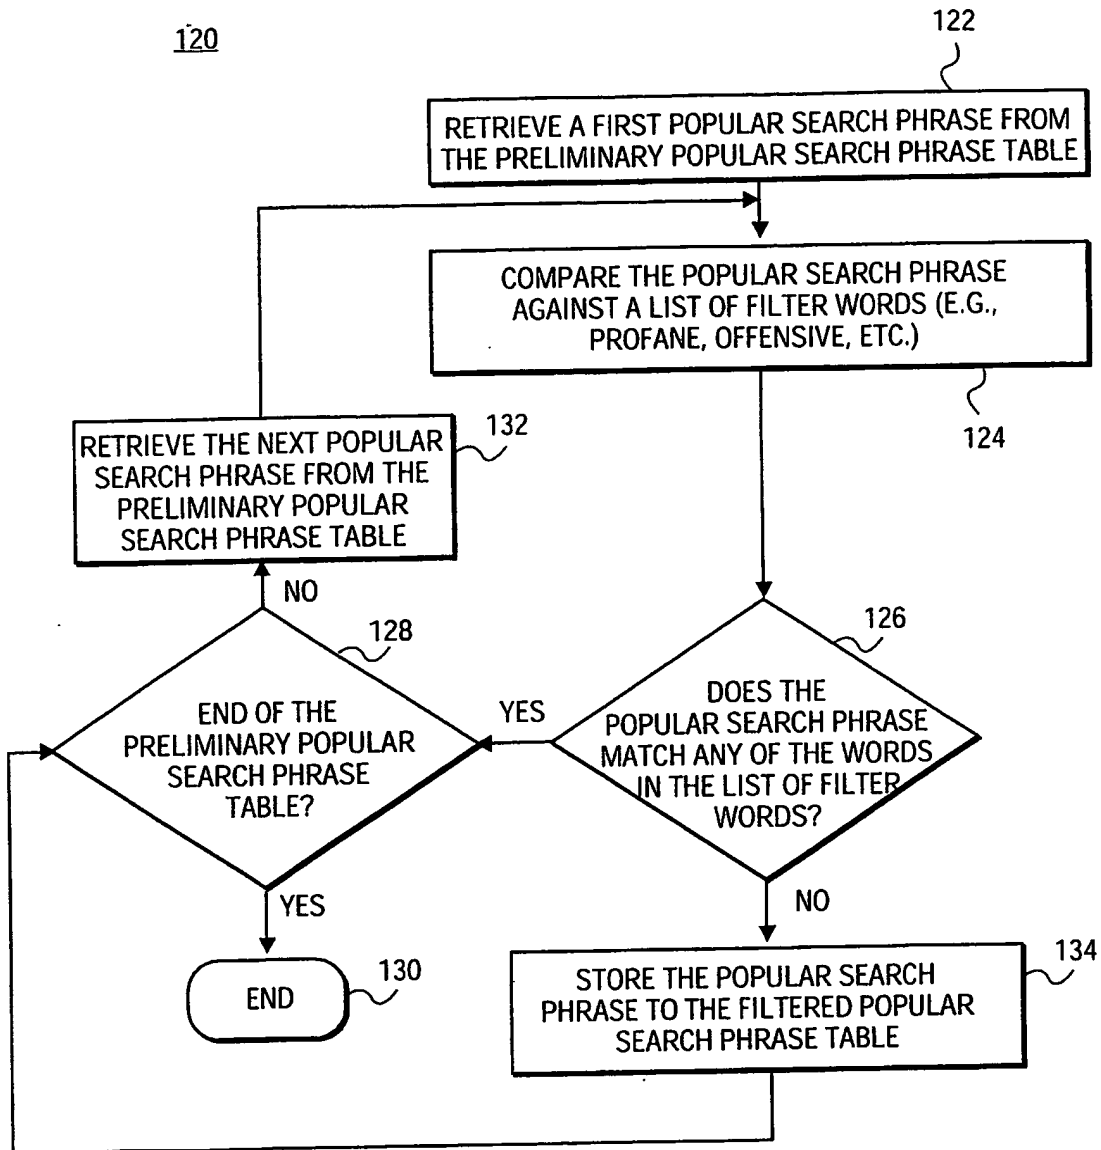 120
122
RETRIEVE A FIRST POPULAR SEARCH PHRASE FROM
THE PRELIMINARY POPULAR SEARCH PHRASE TABLE
COMPARE THE POPULAR SEARCH PHRASE
AGAINST A LIST OF FILTER WORDS (E.G.,
PROFANE, OFFENSIVE, ETC.)
124
RETRIEVE THE NEXT POPULAR
SEARCH PHRASE FROM THE
PRELIMINARY POPULAR
SEARCH PHRASE TABLE
132
NO
128
END OF THE
PRELIMINARY POPULAR
SEARCH PHRASE
TABLE?
YES
126
DOES THE
POPULAR SEARCH PHRASE
MATCH ANY OF THE WORDS
IN THE LIST OF FILTER
WORDS?
YES
END
130
NO
STORE THE POPULAR SEARCH
PHRASE TO THE FILTERED POPULAR
SEARCH PHRASE TABLE
134